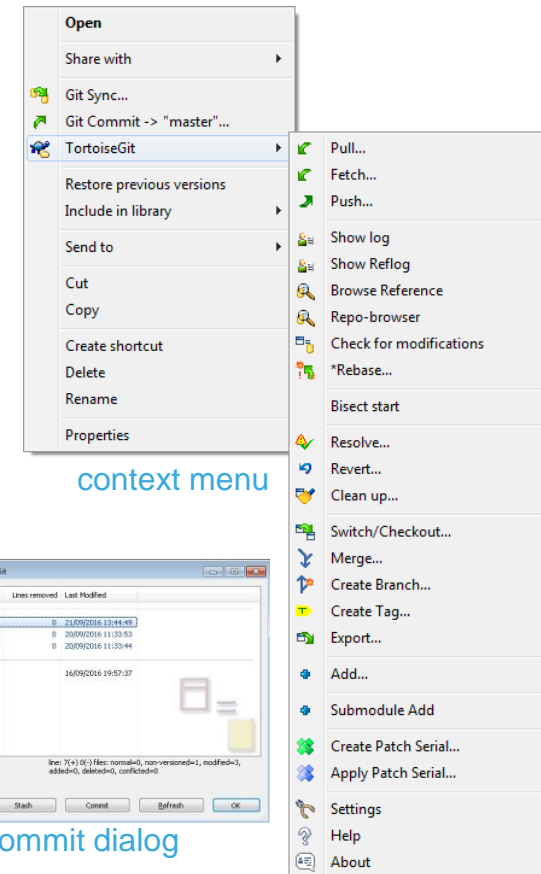 Open
Share with
Git Sync...
Git Commit -> "master"...
TortoiseGit
Restore previous versions
Include in library
Send to
Cut
Copy
Create shortcut
Delete
Rename
Properties
context menu
Pull...
Fetch...
Push...
Show log
Show Reflog
Browse Reference
Repo-browser
Check for modifications
*Rebase...
Bisect start
Resolve...
Revert...
Clean up...
Switch/Checkout...
Merge...
Create Branch...
Create Tag...
Export...
Add...
Submodule Add
Create Patch Serial...
Apply Patch Serial...
Settings
Help
About
Git
Lines removed Last Modified
0 21/09/2016 13:44:49
0 20/09/2016 11:33:53
0 20/09/2016 11:33:44
16/09/2016 19:57:37
line: 7(+) 0(-) files: normal=0, non-versioned=1, modified=3,
added=0, deleted=0, conflicted=0
Stash Commit Refresh OK
ommit dialog